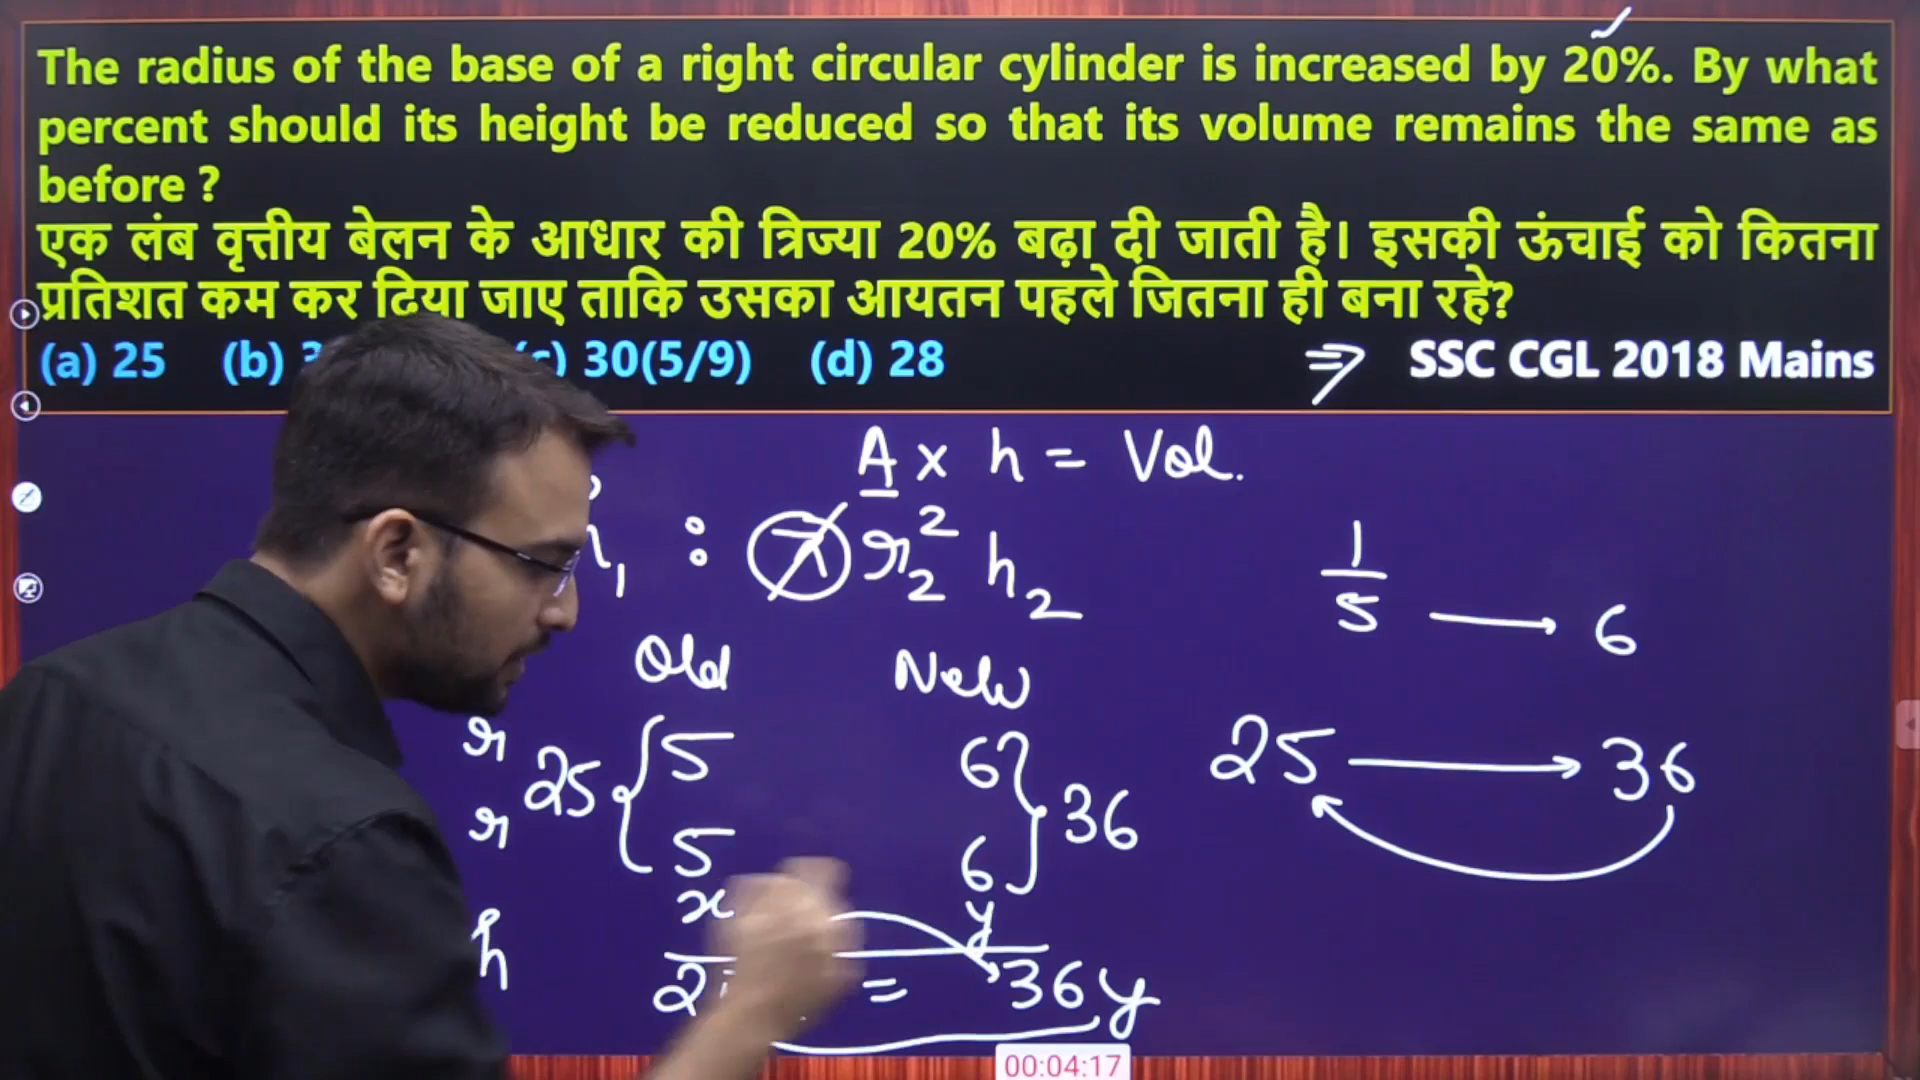 The radius of the base of a right circular cylinder is increased by 20%. By what
percent should its height be reduced so that its volume remains the same as
before ?
एक लंब वृत्तीय बेलन के आधार की त्रिज्या 20% बढ़ा दी जाती है। इसकी ऊंचाई को कितना
प्रतिशत कम कर दिया जाए ताकि उसका आयतन पहले जितना ही बना रहे?
(a) 25 (b) (c) 30(5/9) (d) 28 ⇒ SSC CGL 2018 Mains
A × h = Vol.
: π r₂² h₂
1/5 → 6
Old New
r 25 { 5 6 } 36
r 5 6
25 → 36
h x y
= 36y
00:04:17